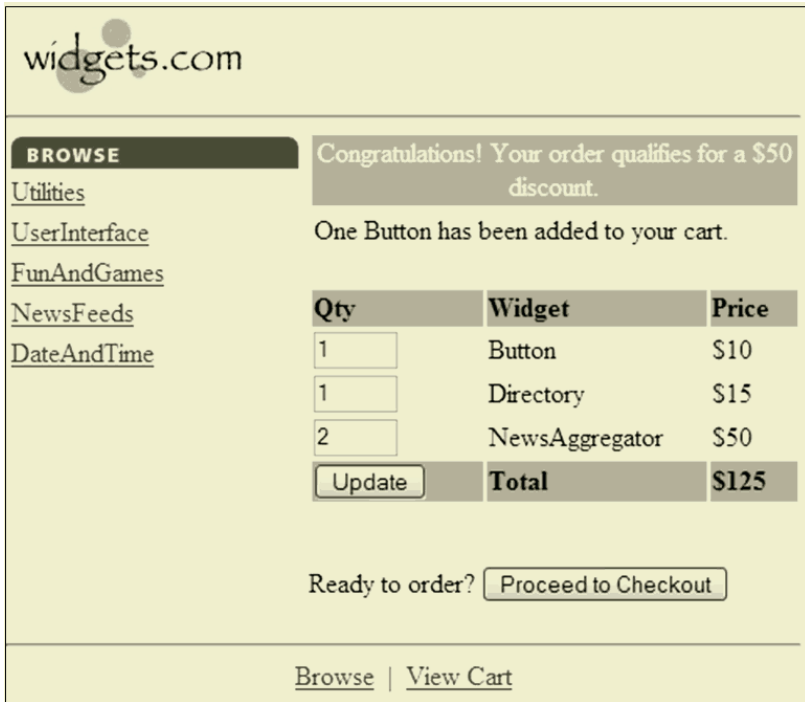 widgets.com
BROWSE
Utilities
UserInterface
FunAndGames
NewsFeeds
DateAndTime
Congratulations! Your order qualifies for a $50
discount.
One Button has been added to your cart.
Qty Widget Price
1 Button $10
1 Directory $15
2 NewsAggregator $50
Update Total $125
Ready to order? Proceed to Checkout
Browse | View Cart